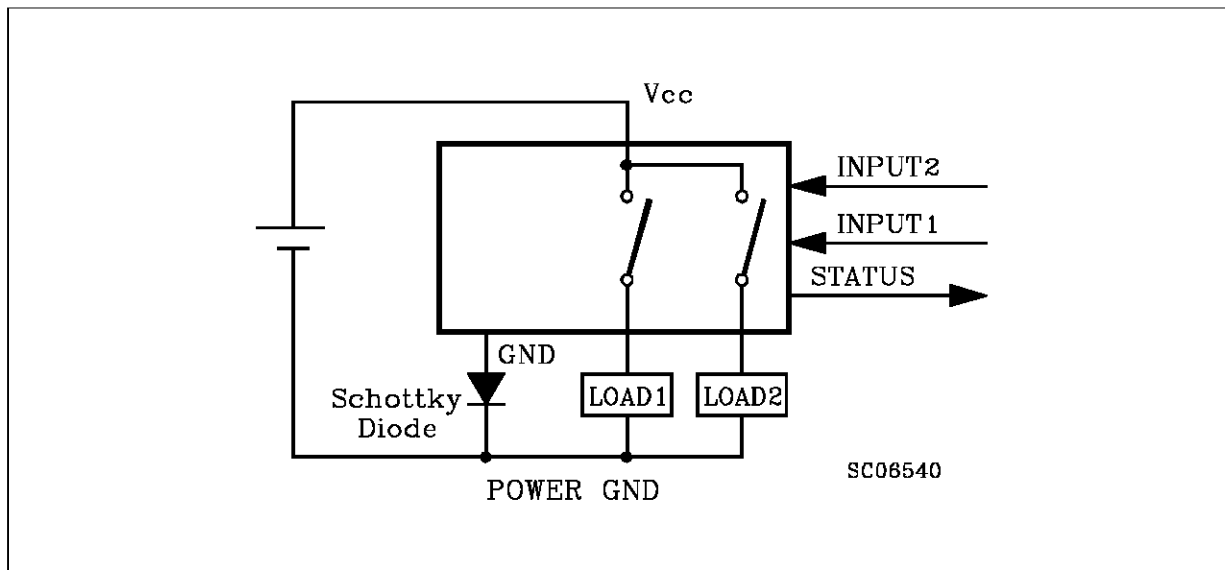 Vcc
INPUT2
INPUT1
STATUS
GND
Schottky
Diode
LOAD1
LOAD2
POWER GND
SC06540